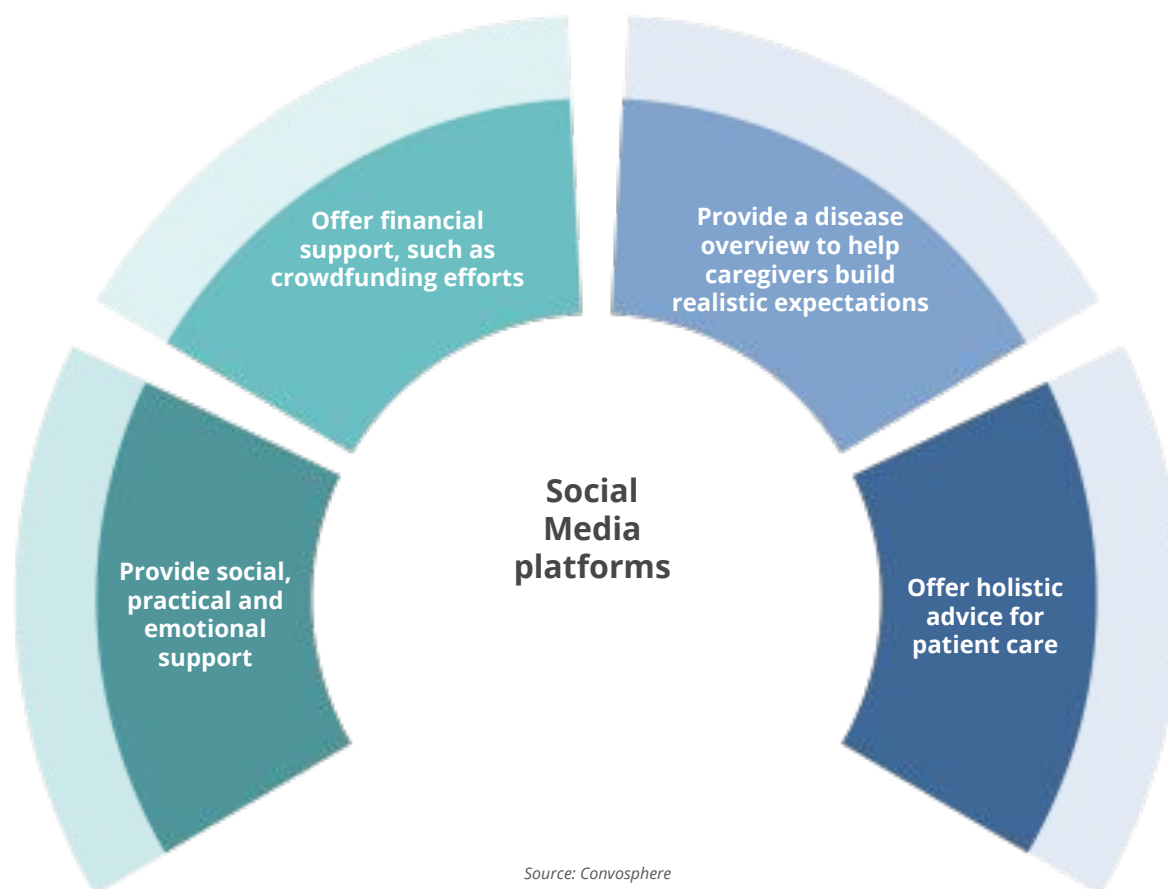 Offer financial
support, such as
crowdfunding efforts
Provide a disease
overview to help
caregivers build
realistic expectations
Social
Media
platforms
Provide social,
practical and
emotional
support
Offer holistic
advice for
patient care
Source: Convosphere